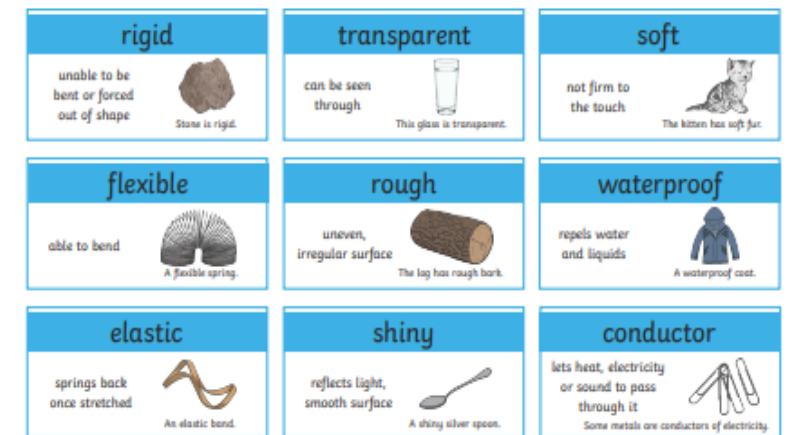 rigid
unable to be
bent or forced
out of shape
Stone is rigid.
transparent
can be seen
through
This glass is transparent.
soft
not firm to
the touch
The kitten has soft fur.
flexible
able to bend
A flexible spring.
rough
uneven,
irregular surface
The log has rough bark.
waterproof
repels water
and liquids
A waterproof coat.
elastic
springs back
once stretched
An elastic band.
shiny
reflects light,
smooth surface
A shiny silver spoon.
conductor
lets heat, electricity
or sound to pass
through it
Some metals are conductors of electricity.